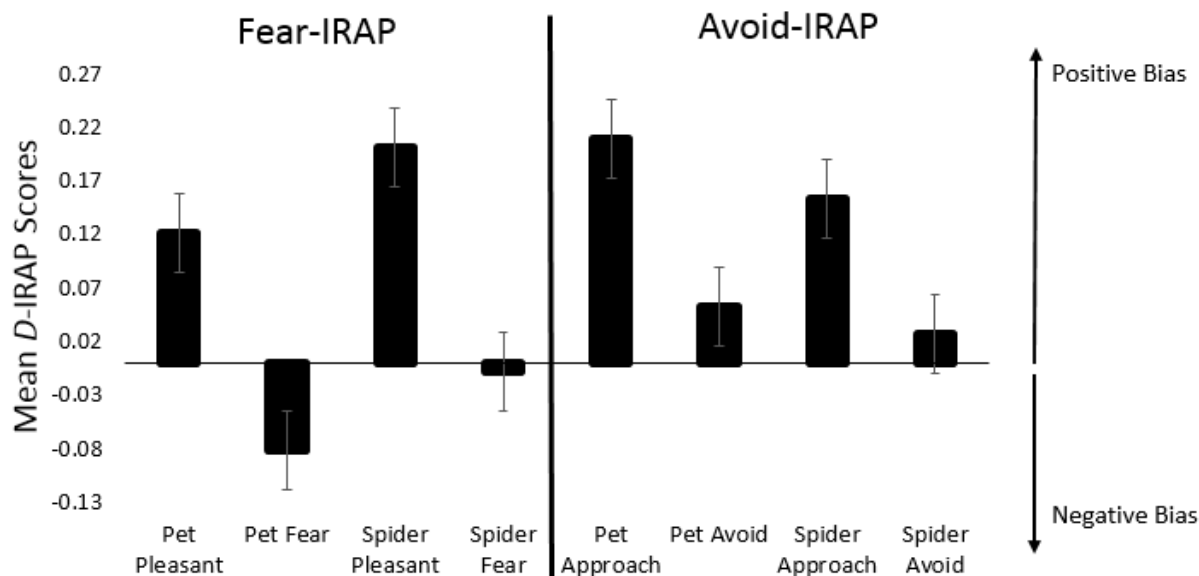 Fear-IRAP
Avoid-IRAP
Mean D-IRAP Scores
0.27
0.22
0.17
0.12
0.07
0.02
-0.03
-0.08
-0.13
Pet
Pleasant
Pet Fear
Spider
Pleasant
Spider
Fear
Pet
Approach
Pet Avoid
Spider
Approach
Spider
Avoid
Positive Bias
Negative Bias